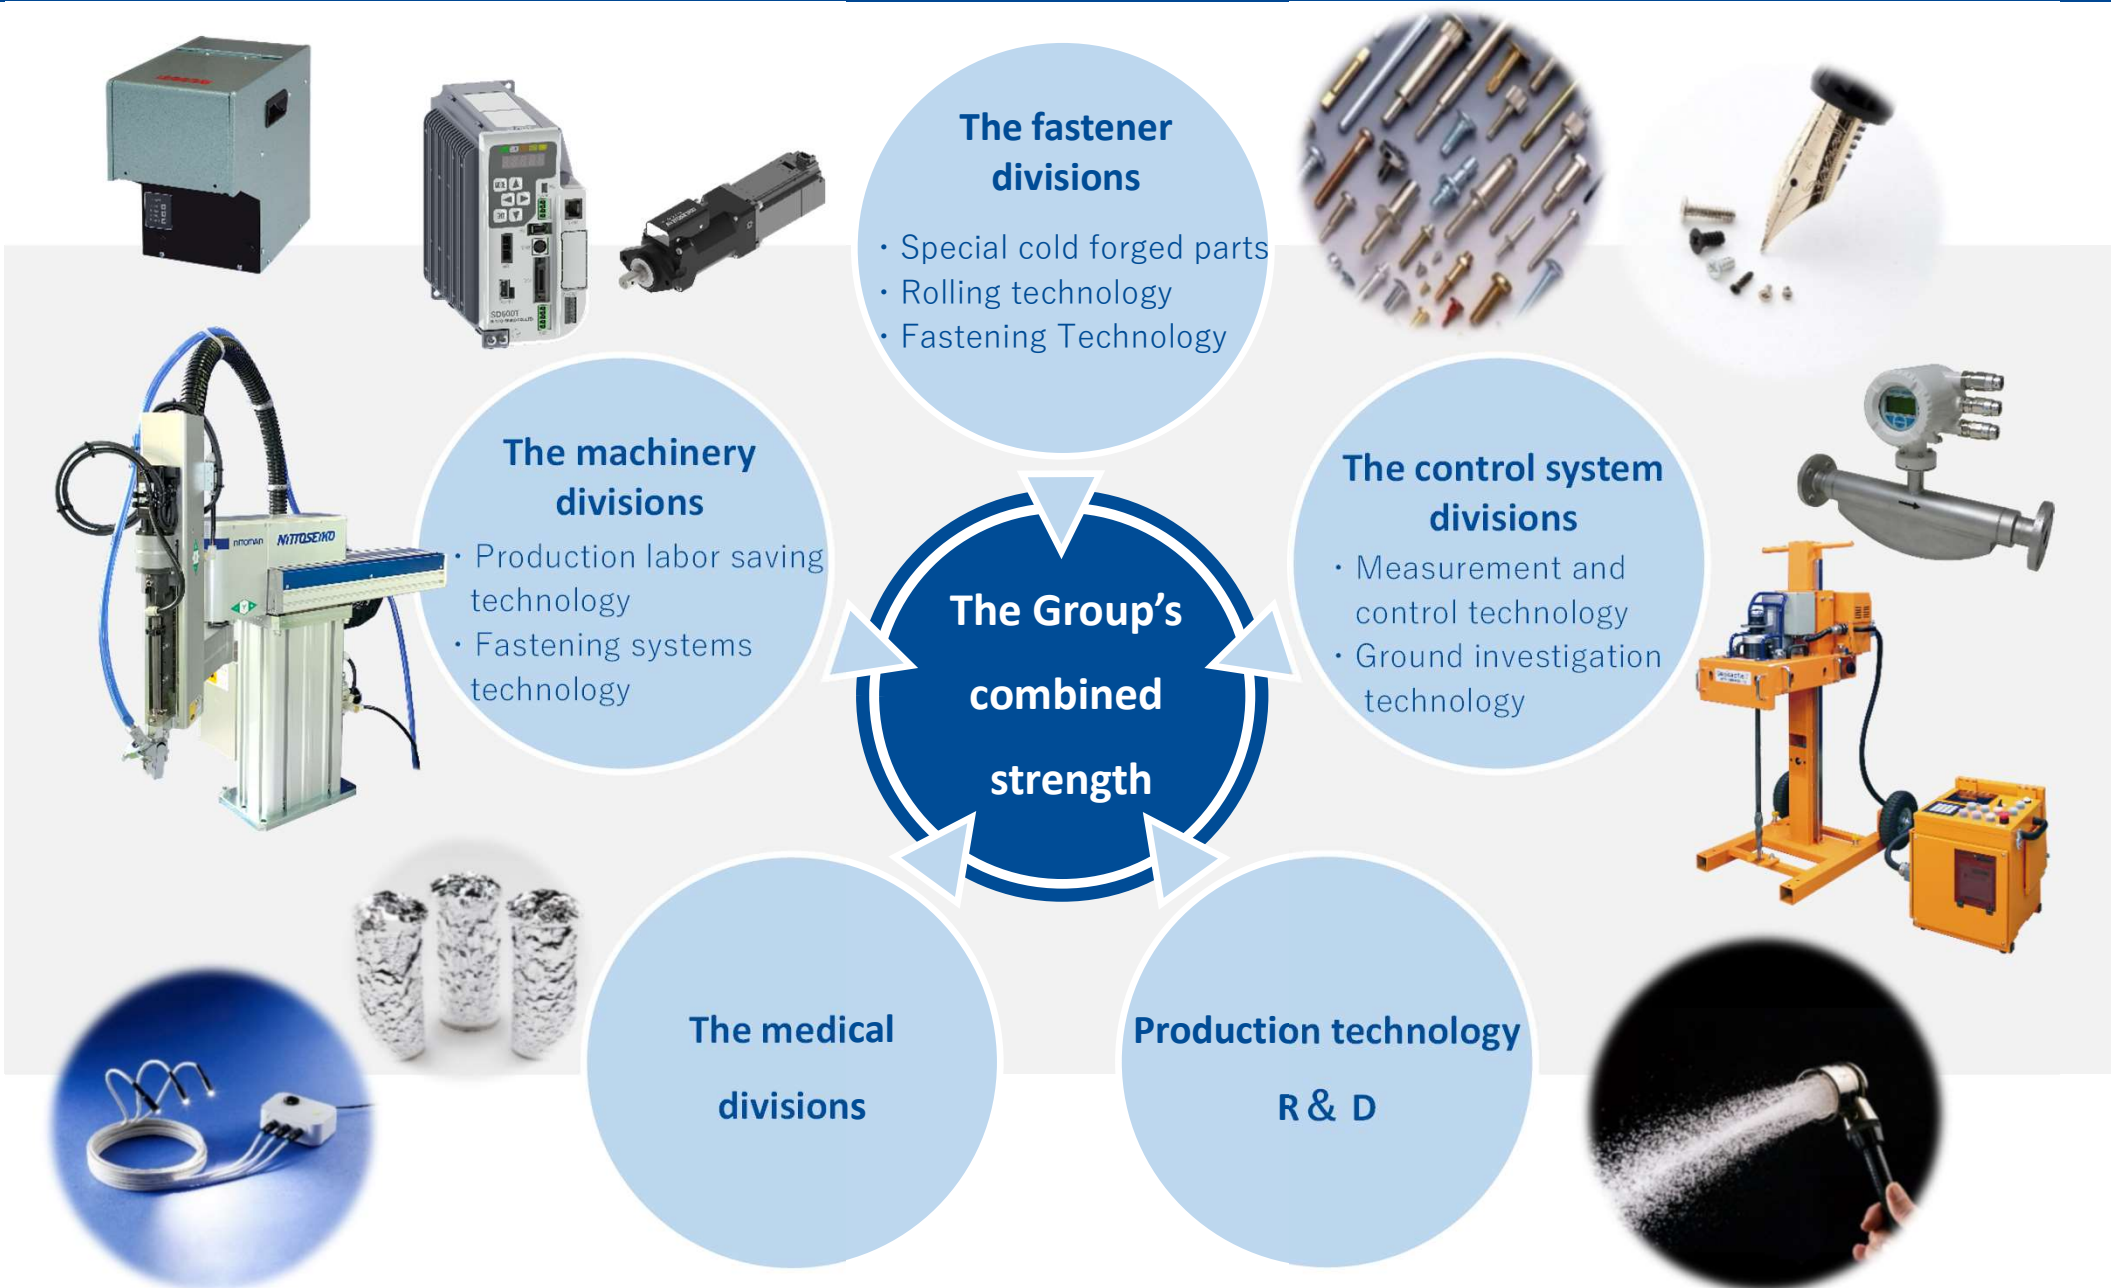 The fastener
divisions
・Special cold forged parts
・Rolling technology
・Fastening Technology
SD600T
The machinery
divisions
・Production labor saving
technology
・Fastening systems
technology
NITTOSEIKO
The control system
divisions
・Measurement and
control technology
・Ground investigation
technology
The Group’s
combined
strength
The medical
divisions
Production technology
R & D